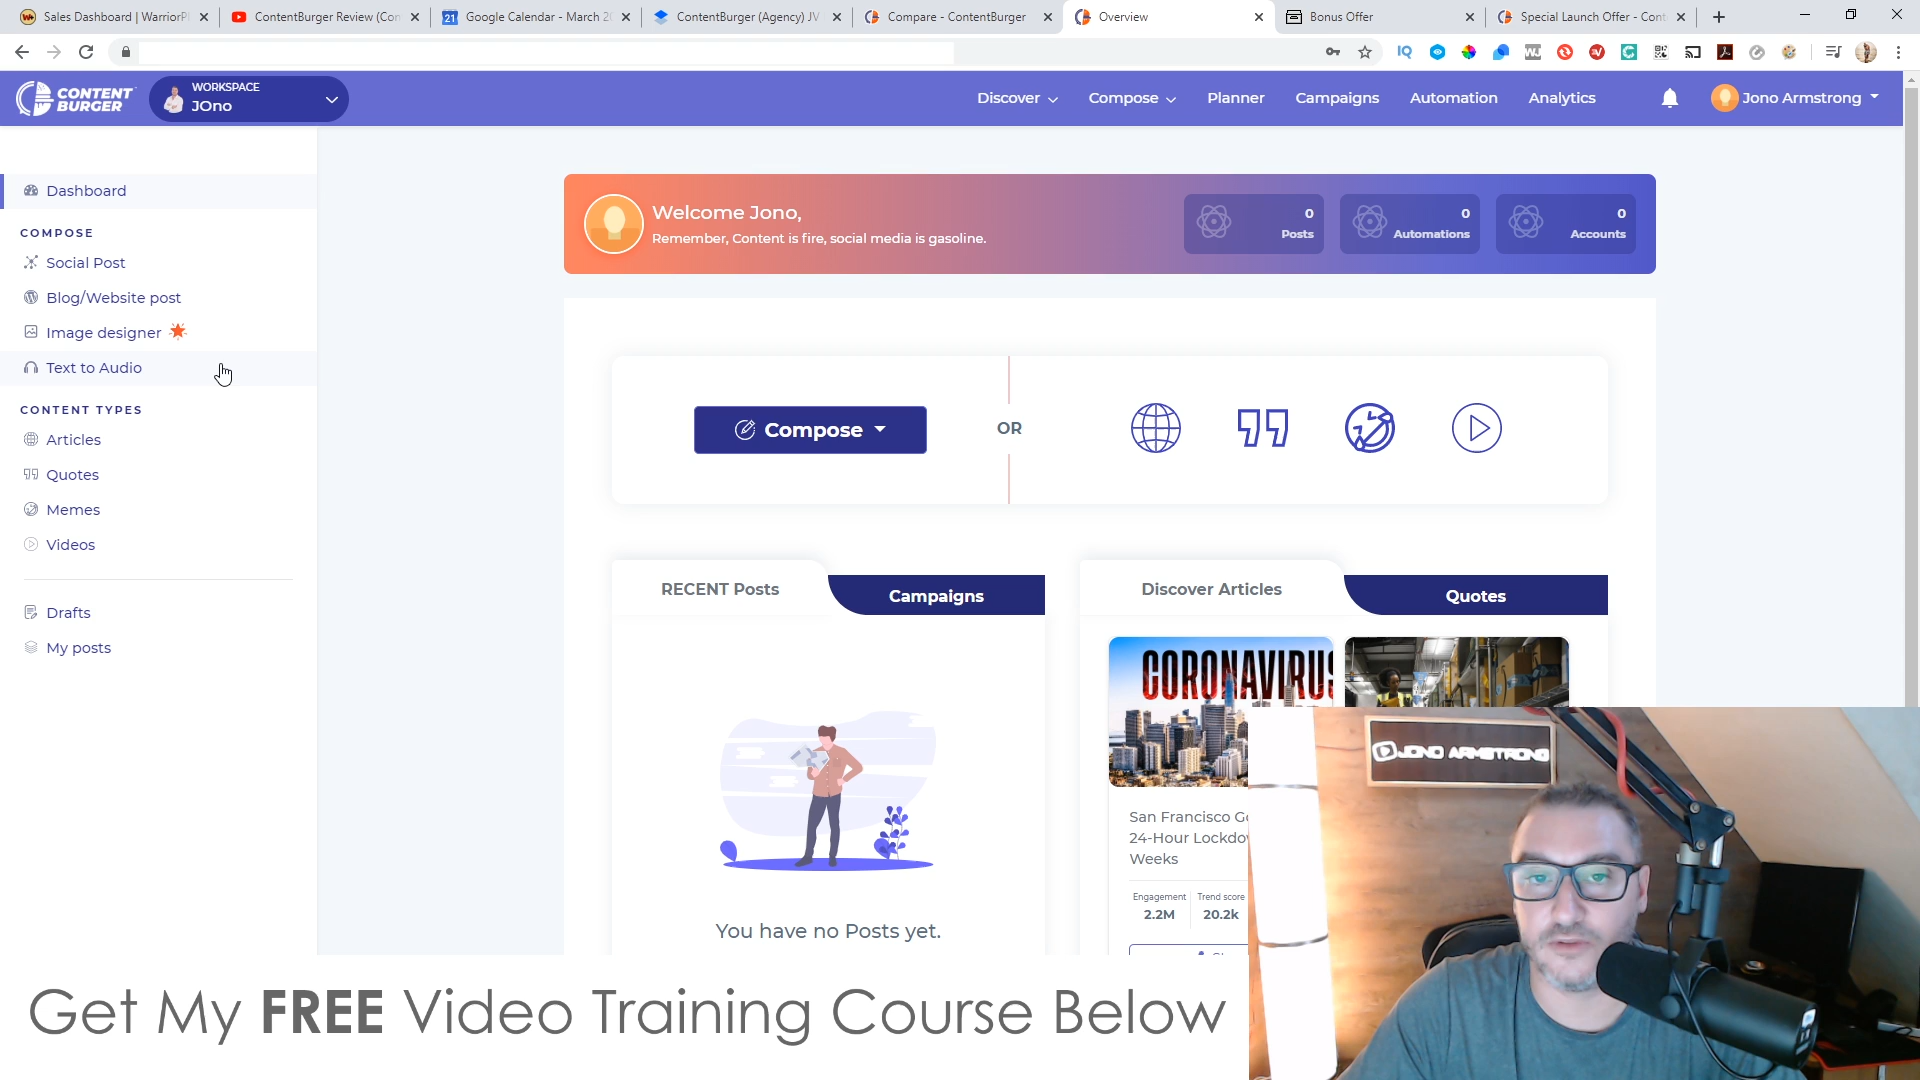 Sales Dashboard | WarriorP
ContentBurger Review (Con
Google Calendar - March 2
ContentBurger (Agency) JV
Compare - ContentBurger
Overview
Bonus Offer
Special Launch Offer - Cont
CONTENT
BURGER
WORKSPACE
JOno
Discover
Compose
Planner
Campaigns
Automation
Analytics
Jono Armstrong
Dashboard
COMPOSE
Social Post
Blog/Website post
Image designer
Text to Audio
CONTENT TYPES
Articles
Quotes
Memes
Videos
Drafts
My posts
Welcome Jono,
Remember, Content is fire, social media is gasoline.
0
Posts
0
Automations
0
Accounts
Compose
OR
RECENT Posts
Campaigns
You have no Posts yet.
Discover Articles
Quotes
CORONAVIRUS
San Francisco G
24-Hour Lockdo
Weeks
Engagement
2.2M
Trend score
20.2k
JONO ARMSTRONG
Get My FREE Video Training Course Below